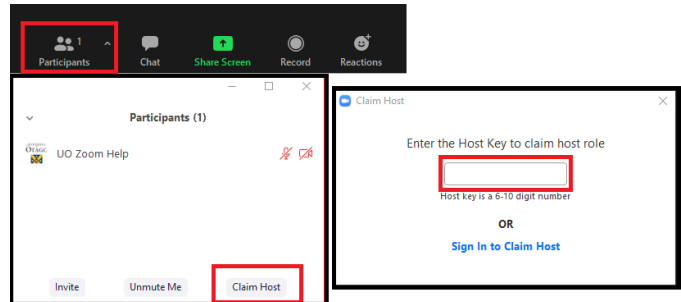 1
Participants Chat Share Screen Record Reactions
Participants (1)
OTAGO UO Zoom Help
Invite Unmute Me Claim Host
Claim Host
Enter the Host Key to claim host role
Host key is a 6-10 digit number
OR
Sign In to Claim Host